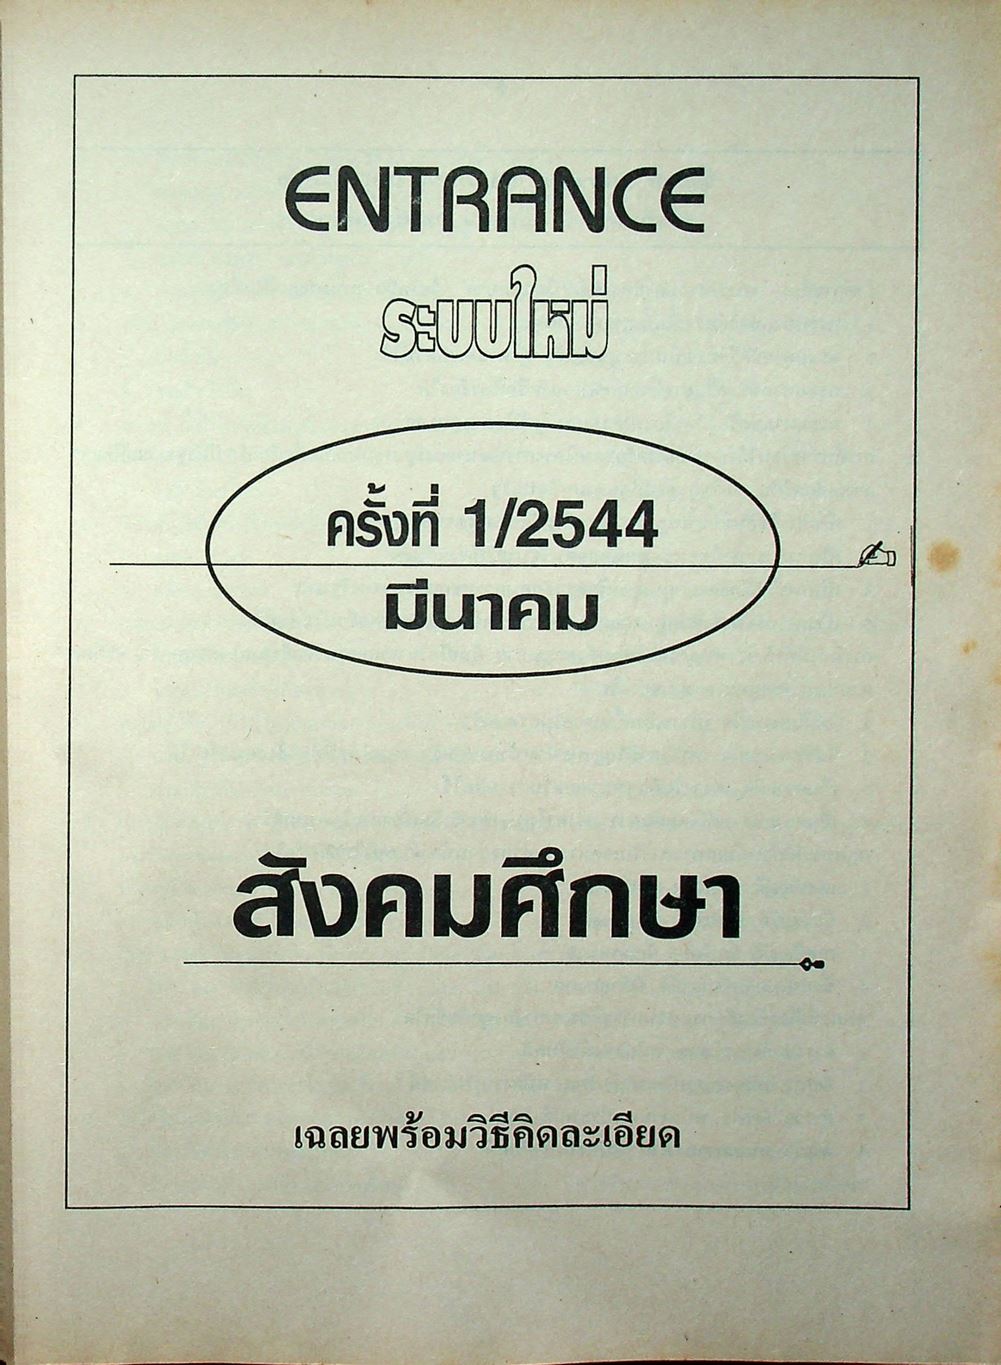 ENTRANCE
ระบบใหม่
ครั้งที่ 1/2544
มีนาคม
สังคมศึกษา
เฉลยพร้อมวิธีคิดละเอียด